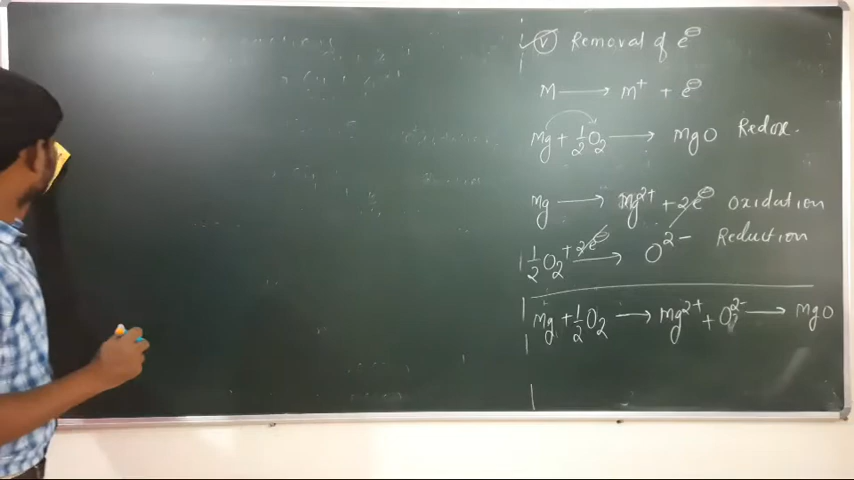 ✓ (v) Removal of e⊖
M ⟶ m⁺ + e⊖
Mg + ½O₂ ⟶ MgO Redox.
Mg ⟶ Mg²⁺ + 2e⊖ oxidation
½O₂ + 2e⊖ ⟶ O²⁻ Reduction
Mg + ½O₂ ⟶ Mg²⁺ + O²⁻ ⟶ MgO